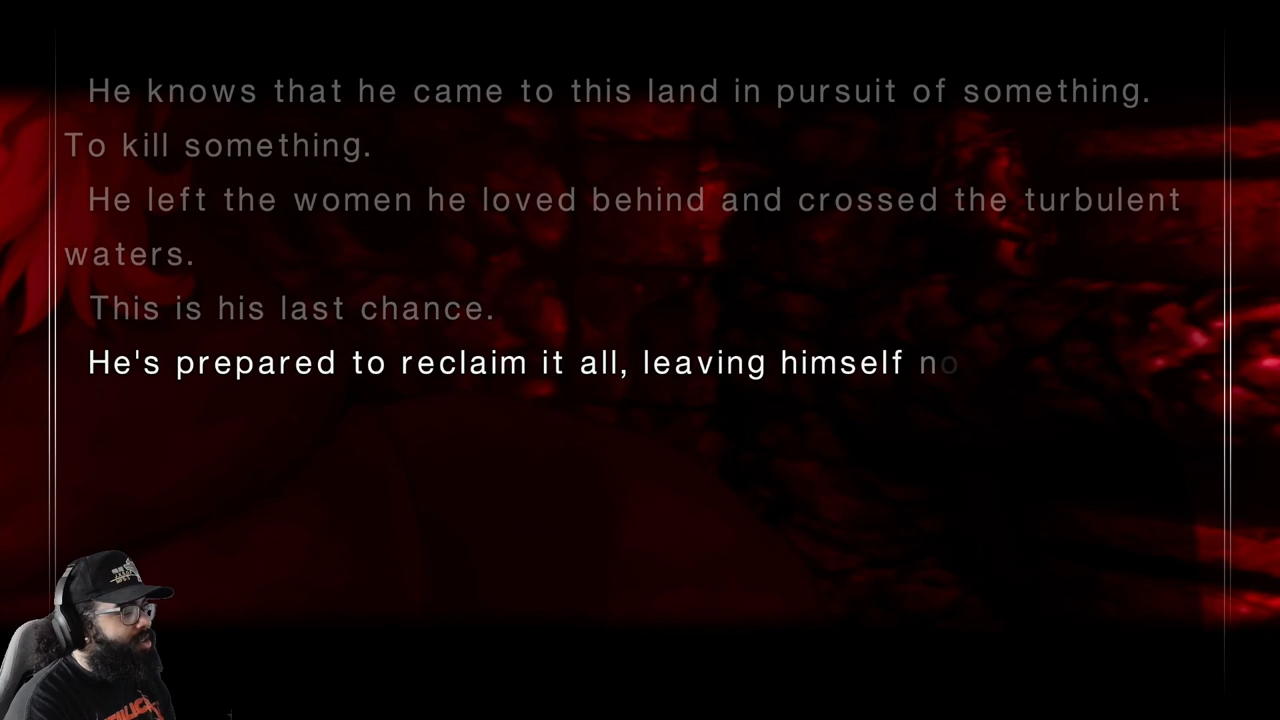 He knows that he came to this land in pursuit of something.
To kill something.
He left the women he loved behind and crossed the turbulent
waters.
This is his last chance.
He's prepared to reclaim it all, leaving himself no